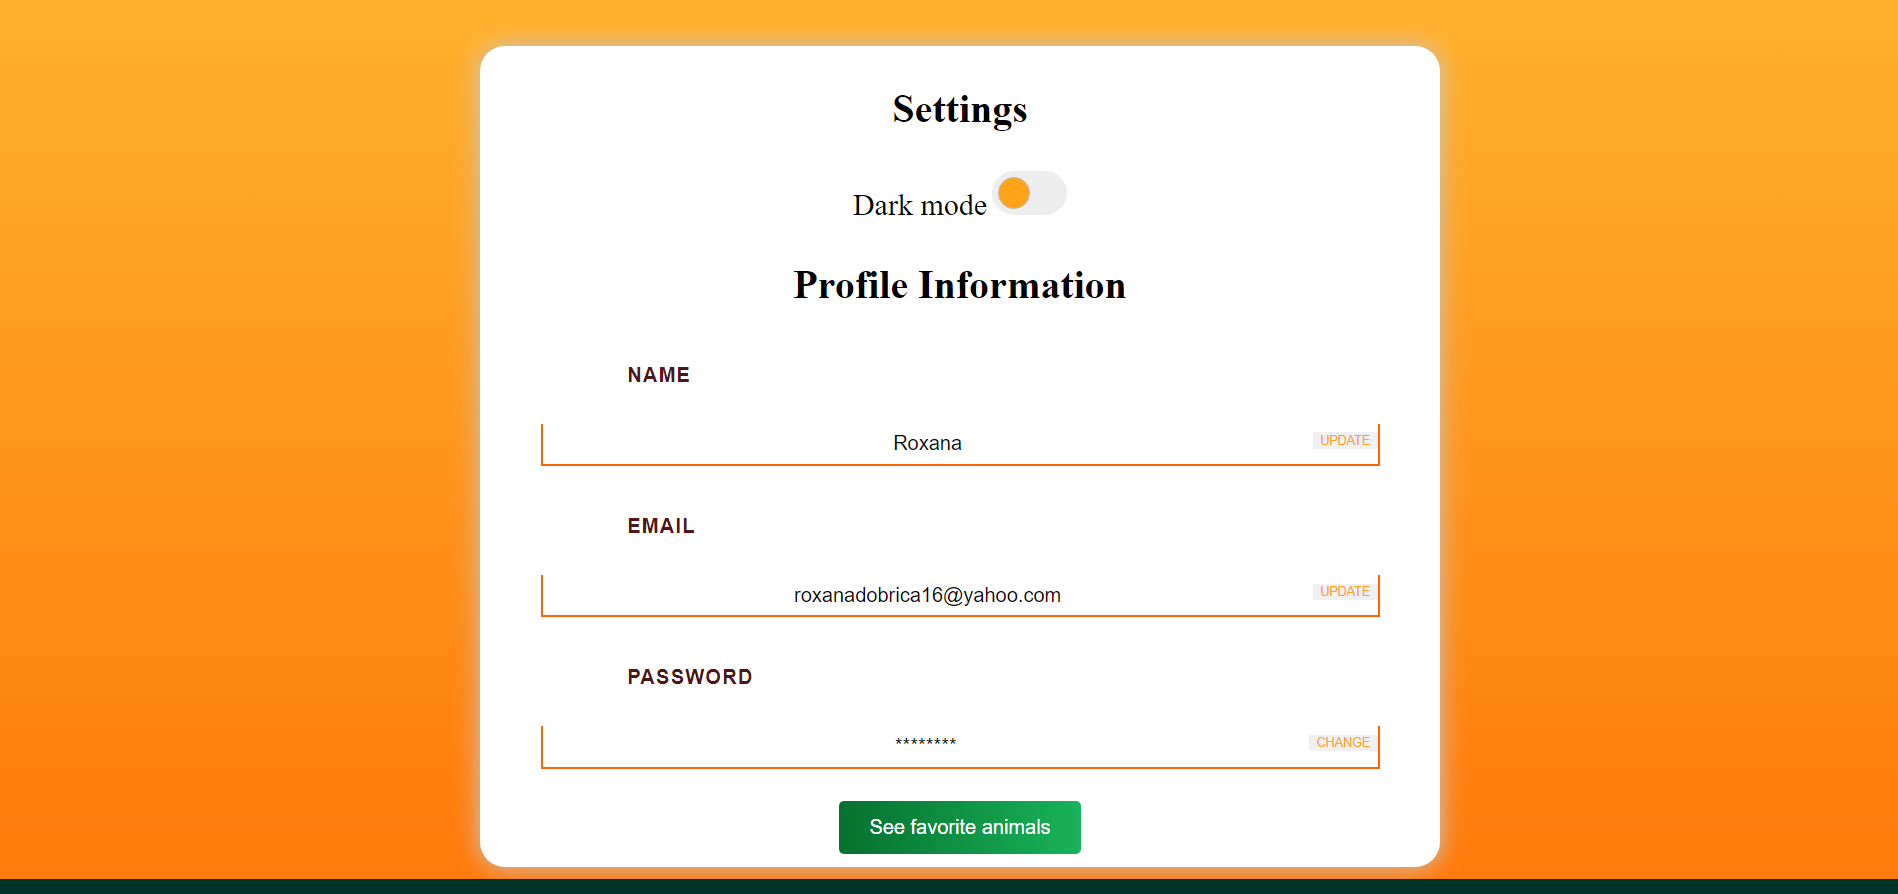 Settings
Dark mode
Profile Information
NAME
Roxana UPDATE
EMAIL
roxanadobrica16@yahoo.com UPDATE
PASSWORD
******** CHANGE
See favorite animals